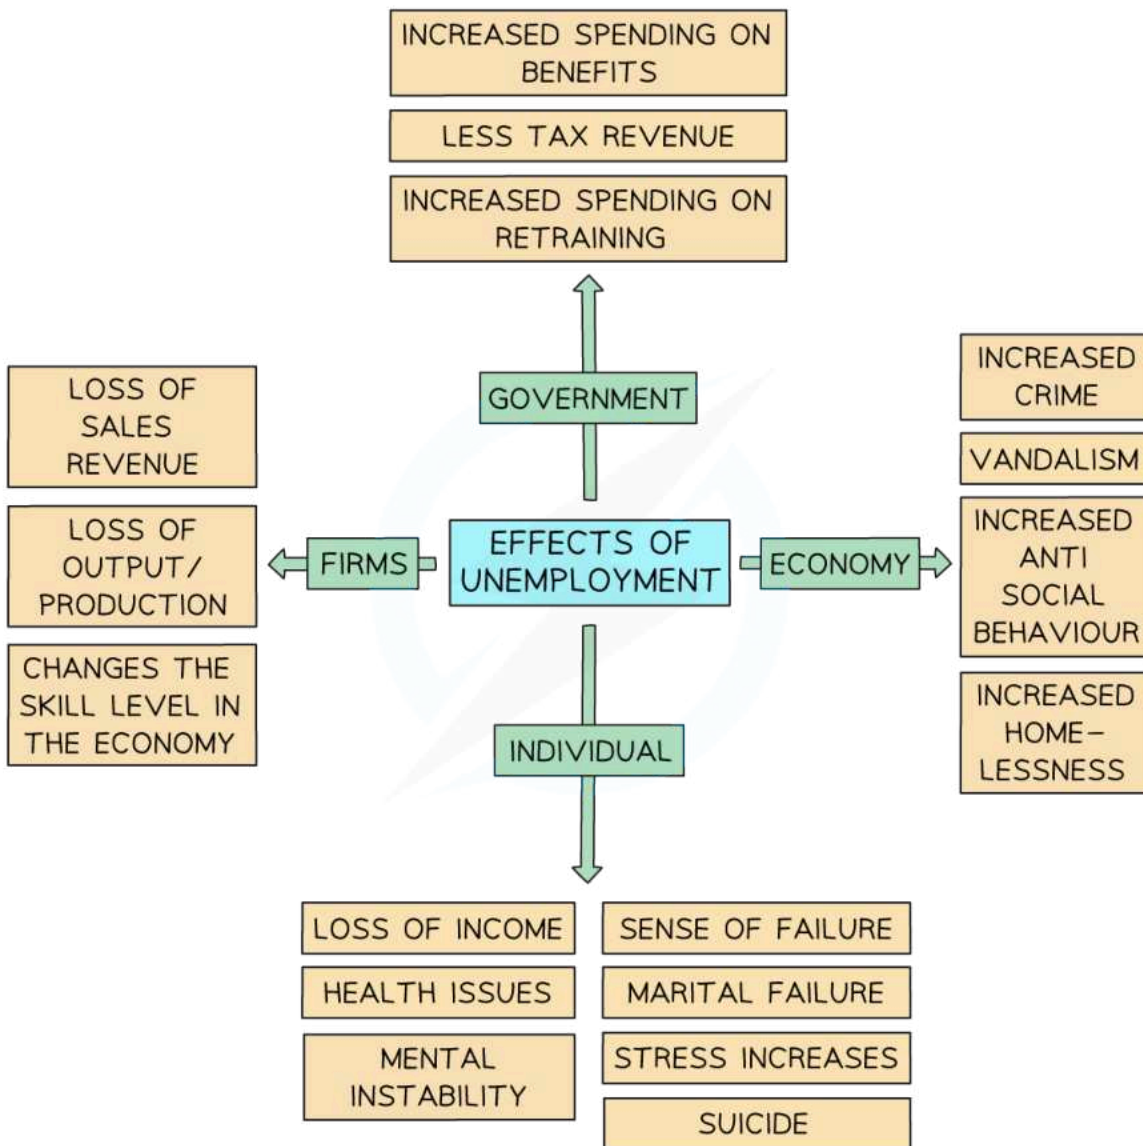 INCREASED SPENDING ON
BENEFITS
LESS TAX REVENUE
INCREASED SPENDING ON
RETRAINING
GOVERNMENT
LOSS OF
SALES
REVENUE
LOSS OF
OUTPUT/
PRODUCTION
CHANGES THE
SKILL LEVEL IN
THE ECONOMY
FIRMS
EFFECTS OF
UNEMPLOYMENT
ECONOMY
INCREASED
CRIME
VANDALISM
INCREASED
ANTI
SOCIAL
BEHAVIOUR
INCREASED
HOME-
LESSNESS
INDIVIDUAL
LOSS OF INCOME
HEALTH ISSUES
MENTAL
INSTABILITY
SENSE OF FAILURE
MARITAL FAILURE
STRESS INCREASES
SUICIDE